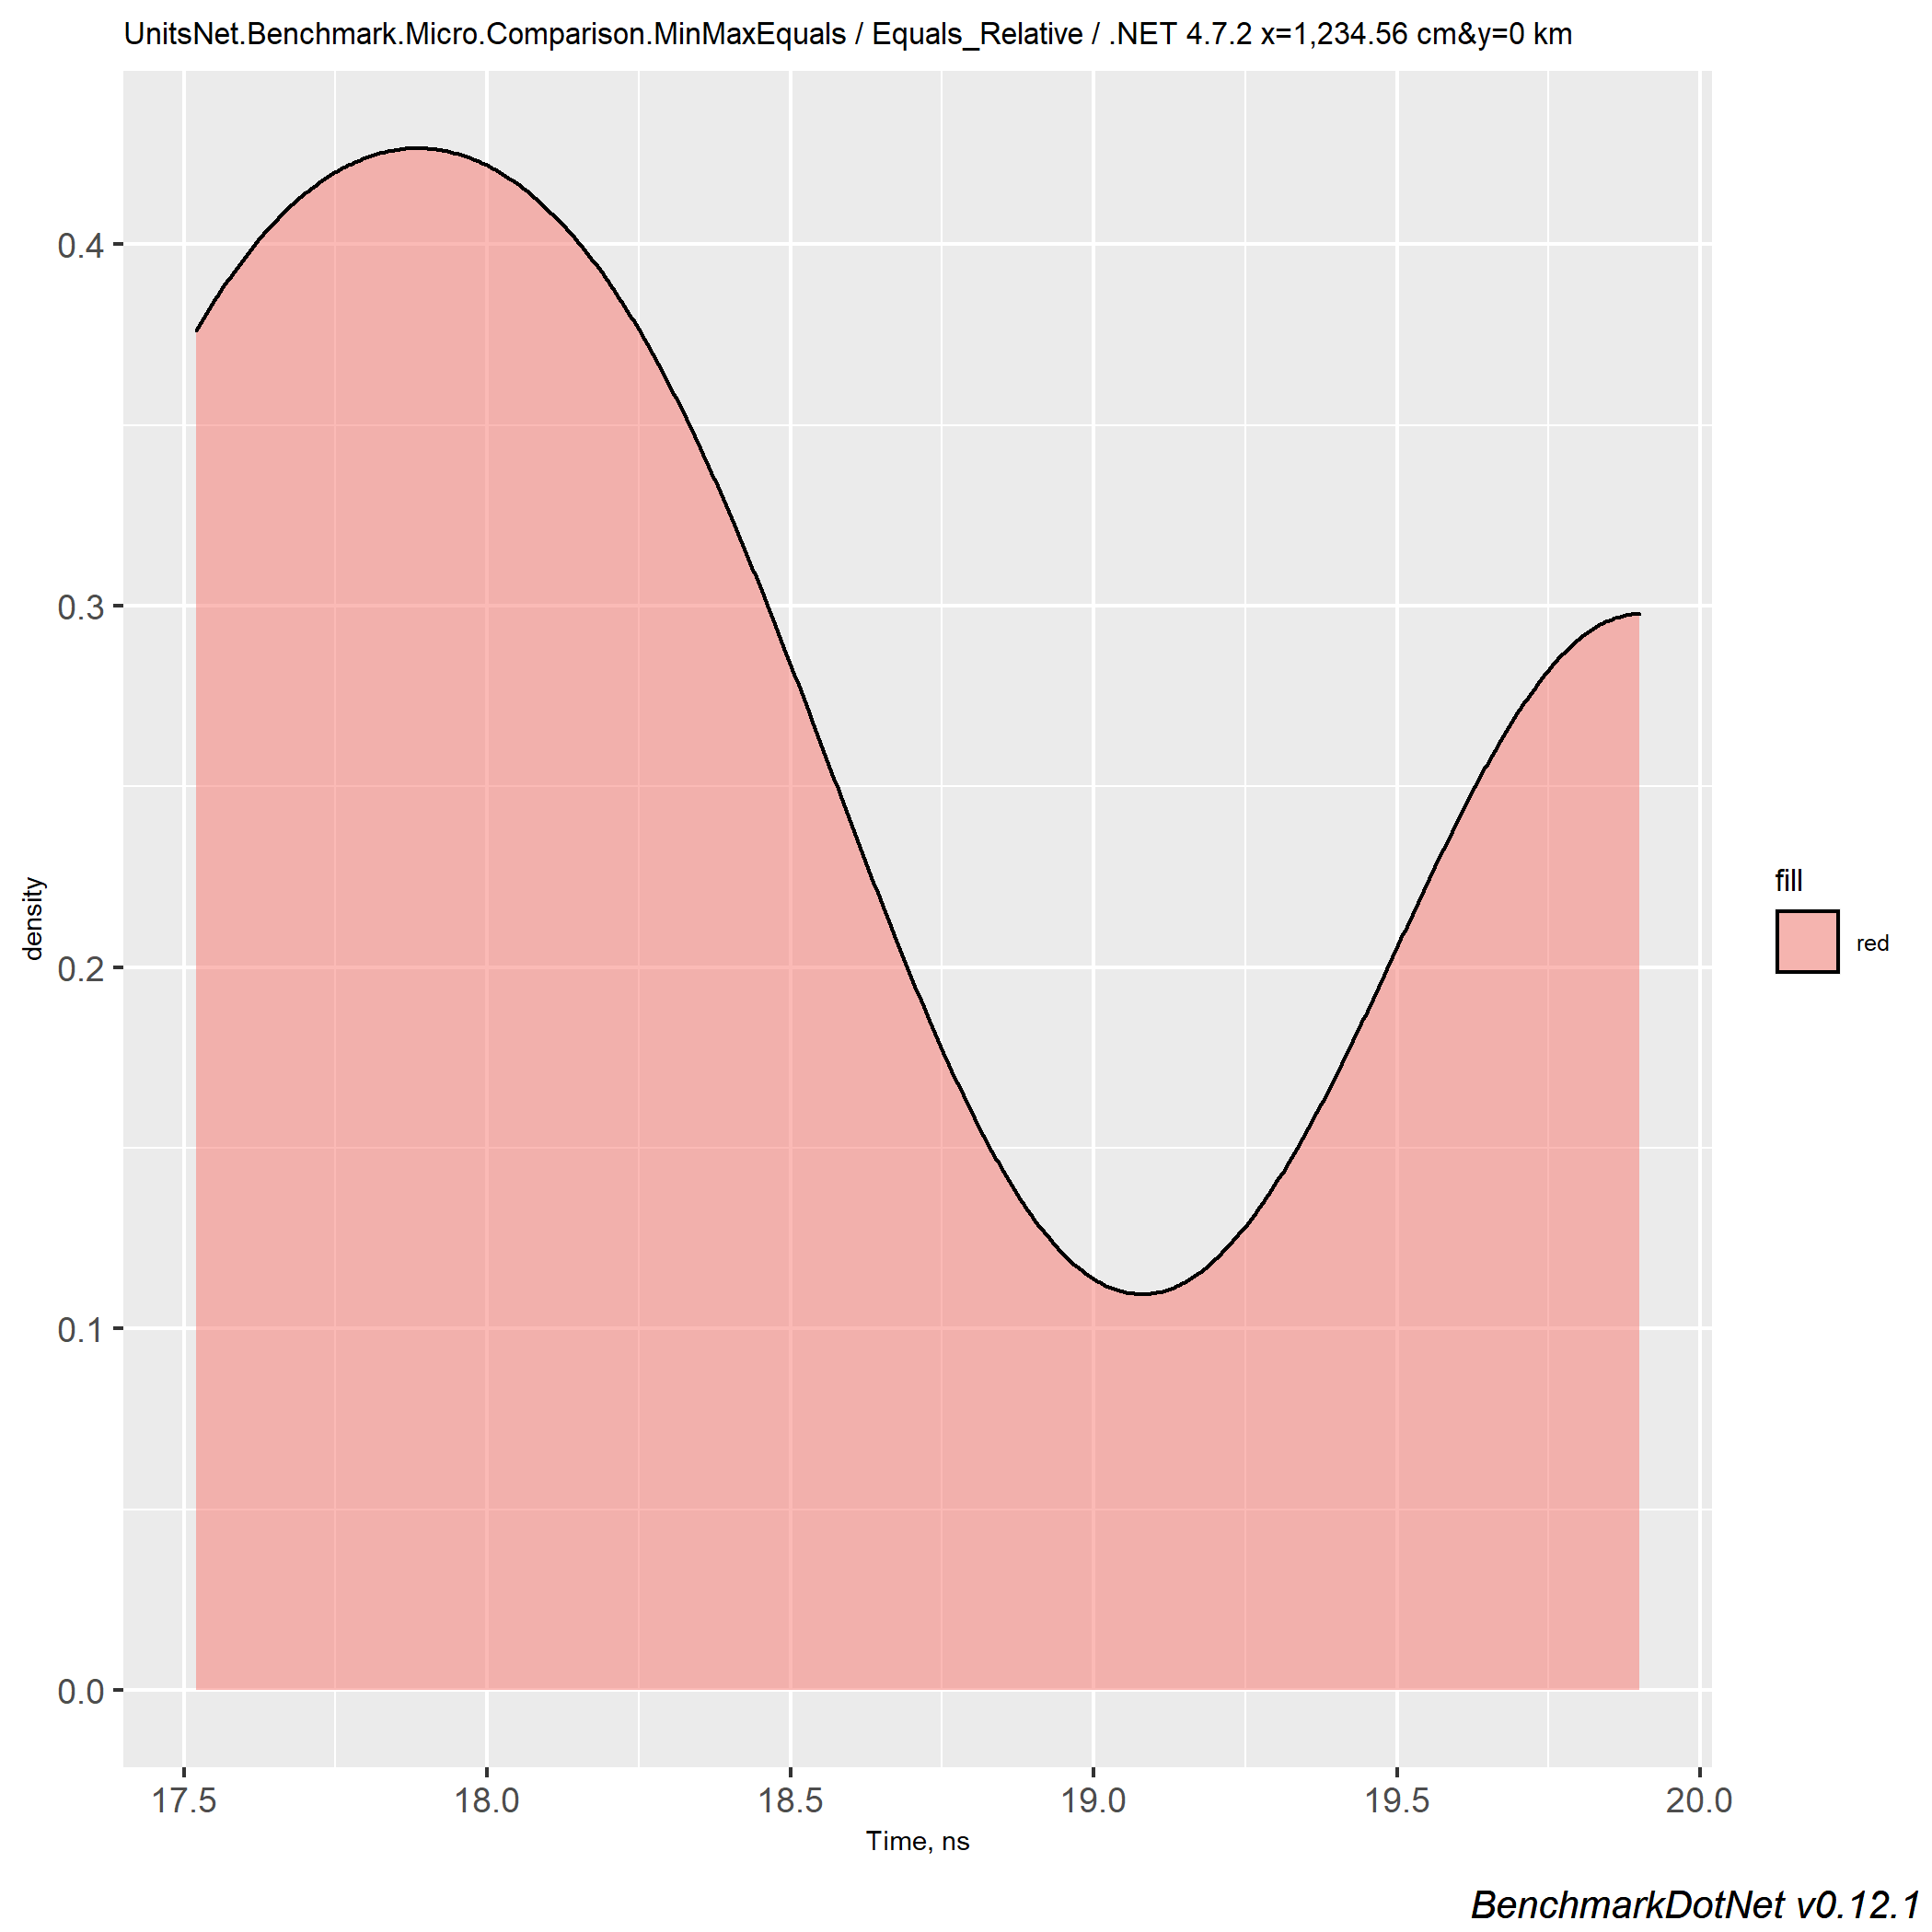 UnitsNet.Benchmark.Micro.Comparison.MinMaxEquals / Equals_Relative / .NET 4.7.2 x=1,234.56 cm&y=0 km
0.4
0.3
0.2
0.1
0.0
density
17.5 18.0 18.5 19.0 19.5 20.0
Time, ns
fill
red
BenchmarkDotNet v0.12.1